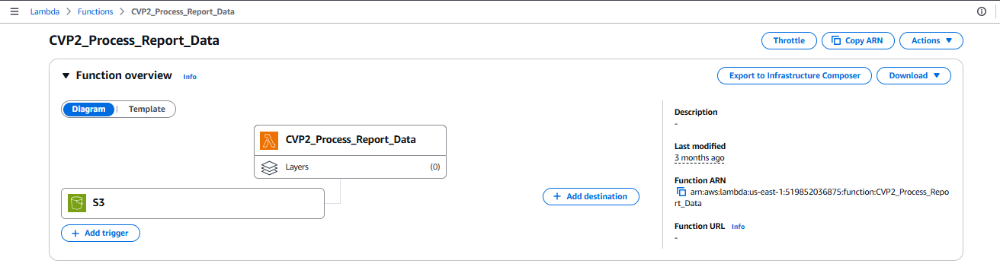 Lambda > Functions > CVP2_Process_Report_Data
CVP2_Process_Report_Data
Throttle
Copy ARN
Actions
Function overview Info
Export to Infrastructure Composer
Download
Diagram
Template
CVP2_Process_Report_Data
Layers (0)
S3
+ Add trigger
+ Add destination
Description
-
Last modified
3 months ago
Function ARN
arn:aws:lambda:us-east-1:519852036875:function:CVP2_Process_Repo
rt_Data
Function URL Info
-